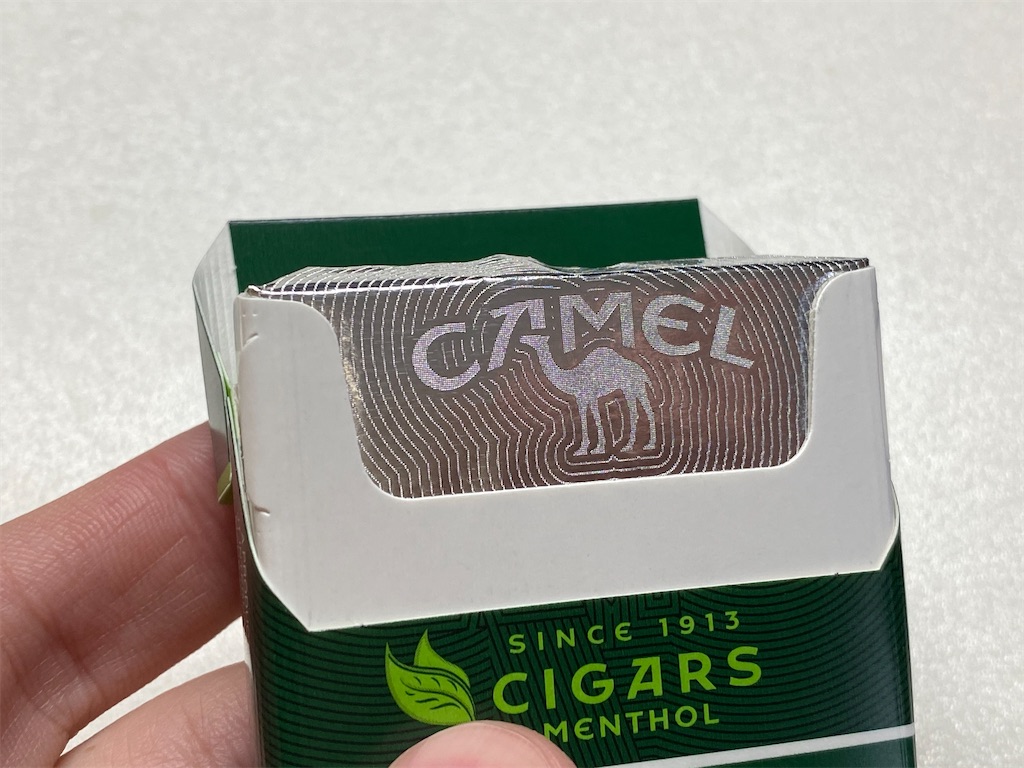 CAMEL
SINCE 1913
CIGARS
MENTHOL